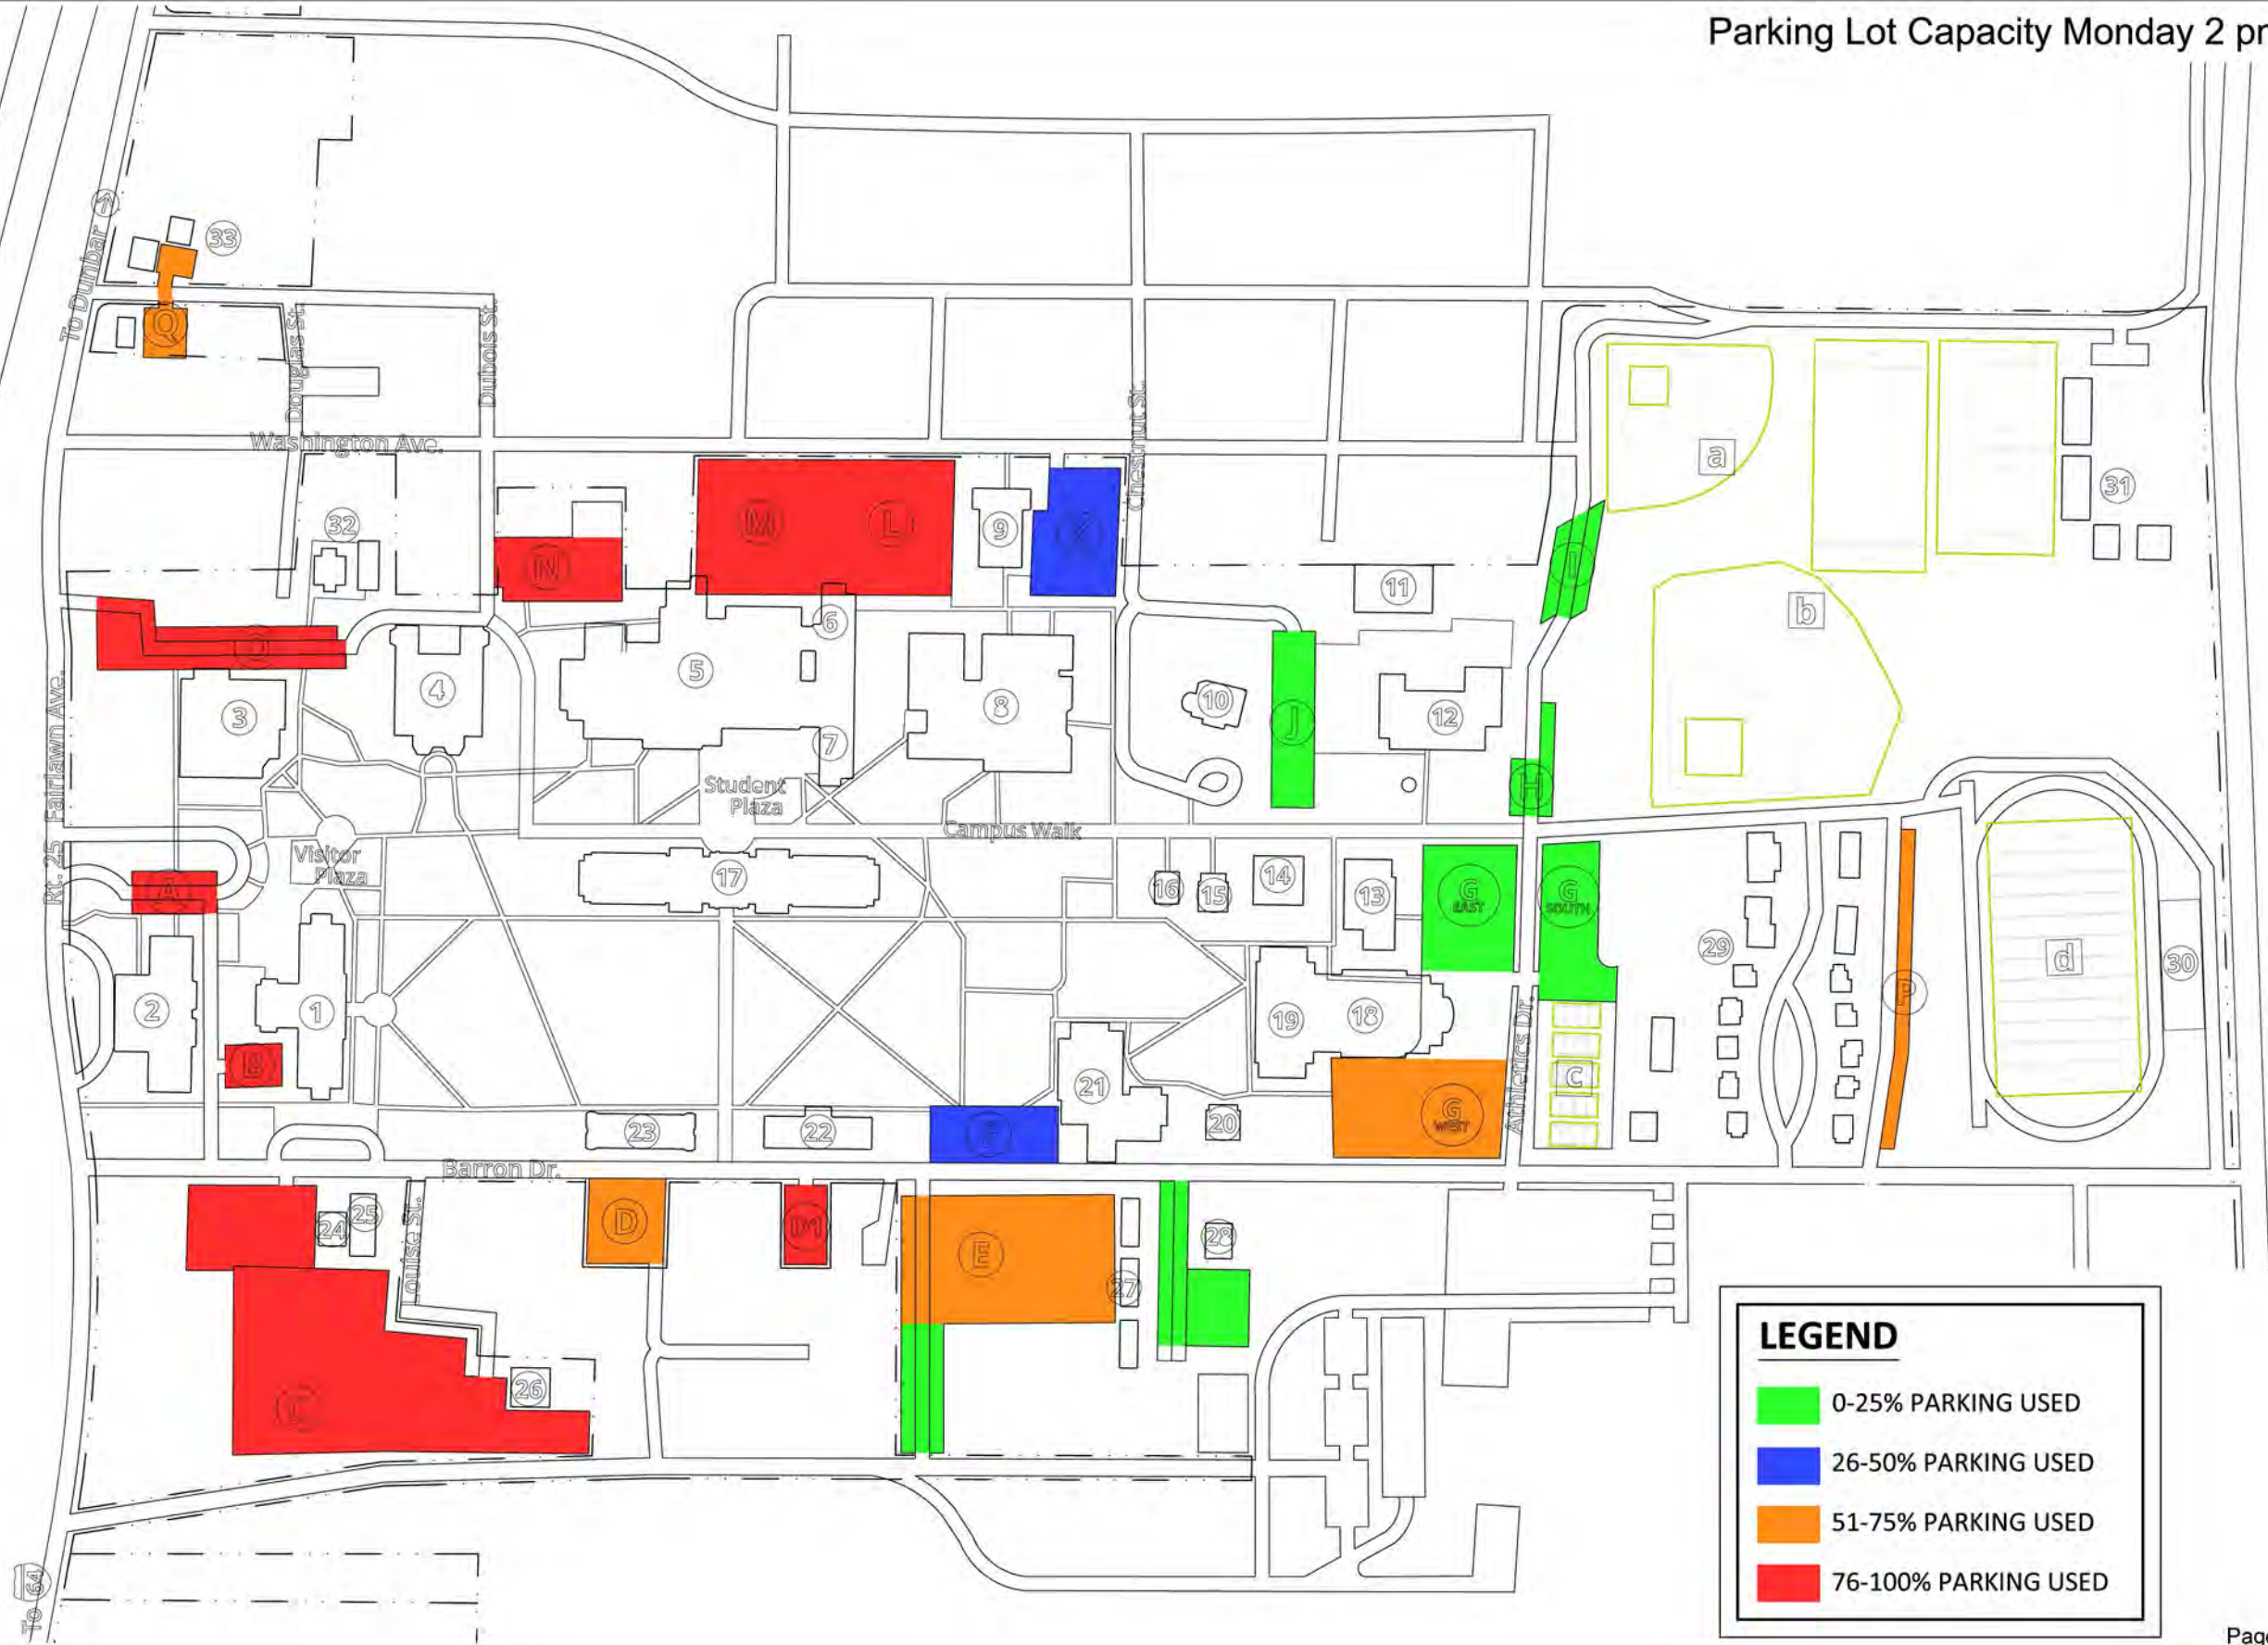 Parking Lot Capacity Monday 2 pm
33
To Dunbar
Q
Douglas St.
Dubois St.
Washington Ave.
Chestnut St.
a
31
32
N
M
L
9
K
I
11
b
O
3
4
5
6
7
8
10
J
12
H
Rt. 25 Fairlawn Ave.
Student
Plaza
Campus Walk
Visitor
Plaza
A
17
16
15
14
13
G
EAST
G
SOUTH
29
P
d
30
2
1
B
19
18
21
20
G
WEST
Athletics Dr.
c
23
22
F
Barron Dr.
24
25
Louise St.
D
D1
E
27
28
26
C
To 64
LEGEND
0-25% PARKING USED
26-50% PARKING USED
51-75% PARKING USED
76-100% PARKING USED